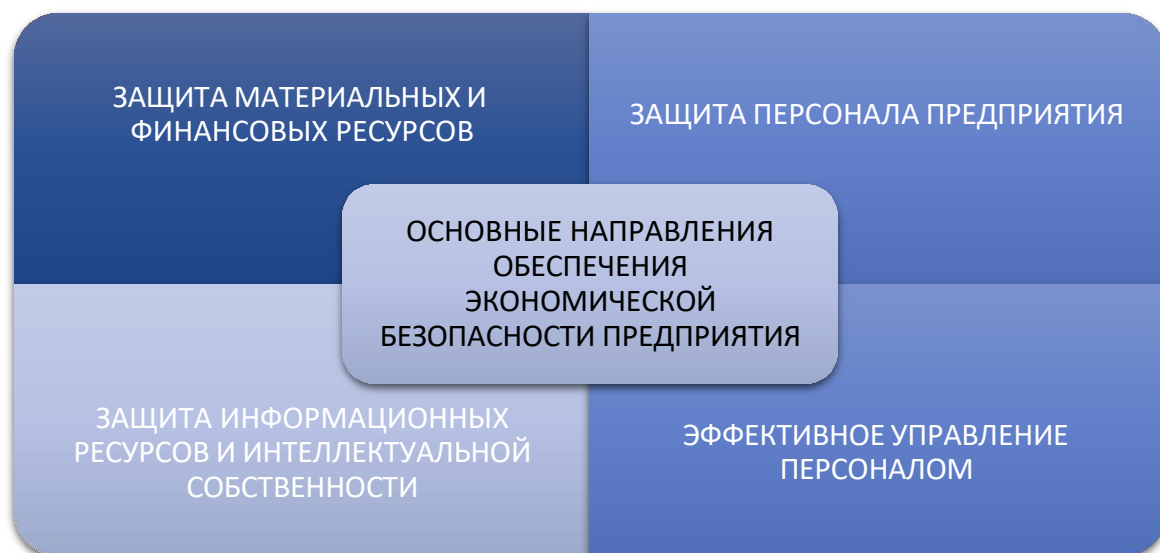 ЗАЩИТА МАТЕРИАЛЬНЫХ И
ФИНАНСОВЫХ РЕСУРСОВ
ЗАЩИТА ПЕРСОНАЛА ПРЕДПРИЯТИЯ
ОСНОВНЫЕ НАПРАВЛЕНИЯ
ОБЕСПЕЧЕНИЯ
ЭКОНОМИЧЕСКОЙ
БЕЗОПАСНОСТИ ПРЕДПРИЯТИЯ
ЗАЩИТА ИНФОРМАЦИОННЫХ
РЕСУРСОВ И ИНТЕЛЛЕКТУАЛЬНОЙ
СОБСТВЕННОСТИ
ЭФФЕКТИВНОЕ УПРАВЛЕНИЕ
ПЕРСОНАЛОМ